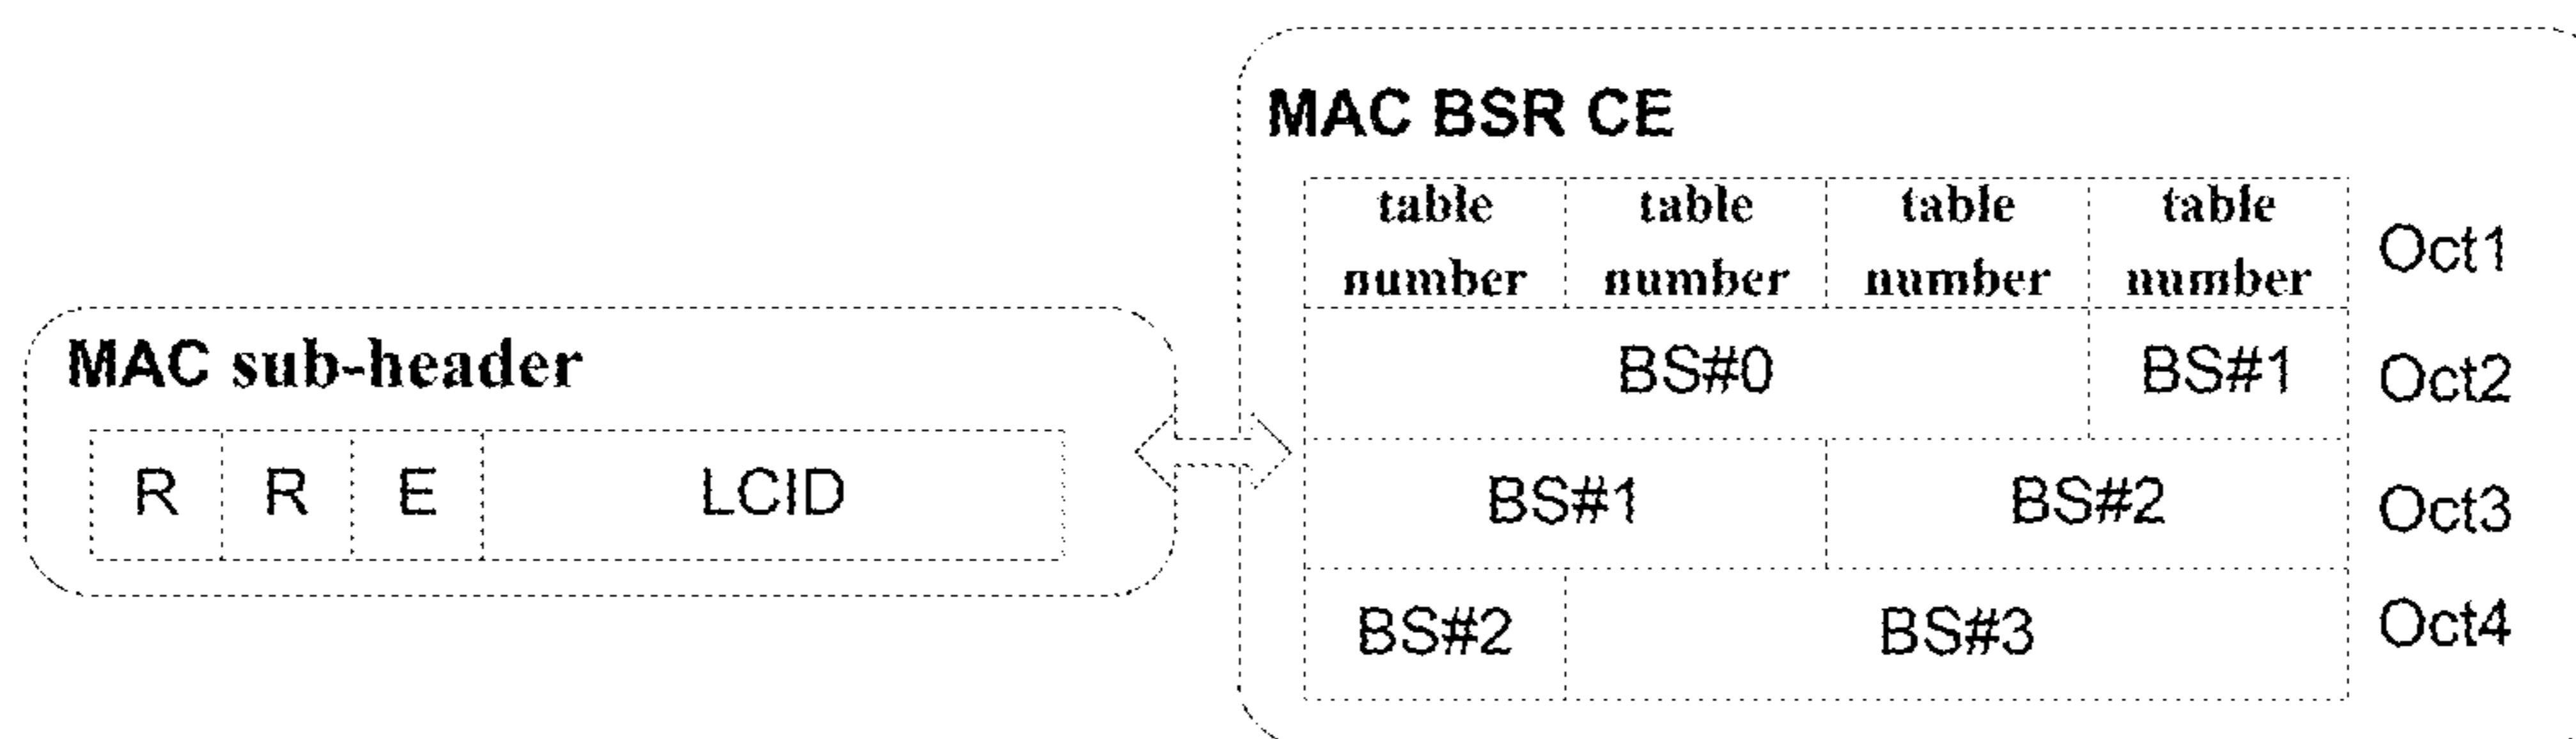 MAC BSR CE
table table table table
number number number number Oct1
BS#0 BS#1 Oct2
BS#1 BS#2 Oct3
BS#2 BS#3 Oct4
MAC sub-header
R R E LCID